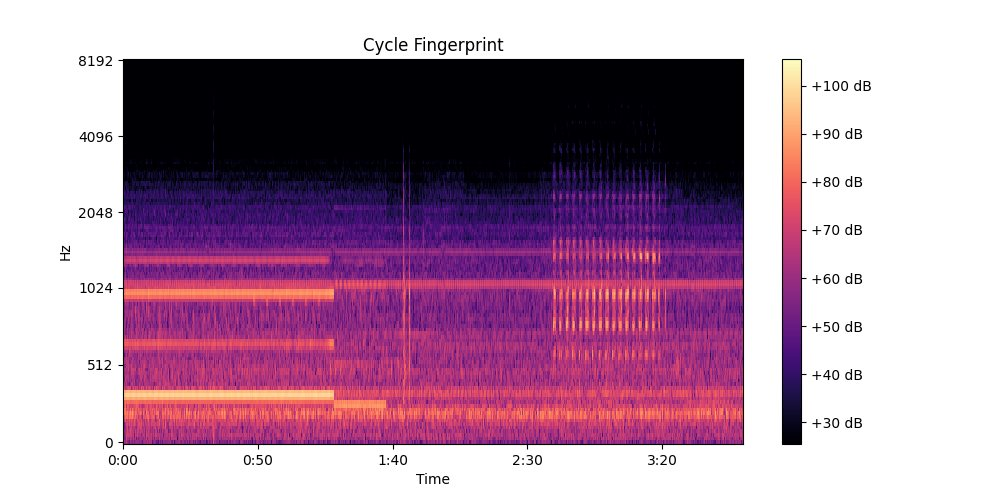 Cycle Fingerprint
8192
4096
2048
1024
512
0
Hz
0:00
0:50
1:40
2:30
3:20
Time
+100 dB
+90 dB
+80 dB
+70 dB
+60 dB
+50 dB
+40 dB
+30 dB